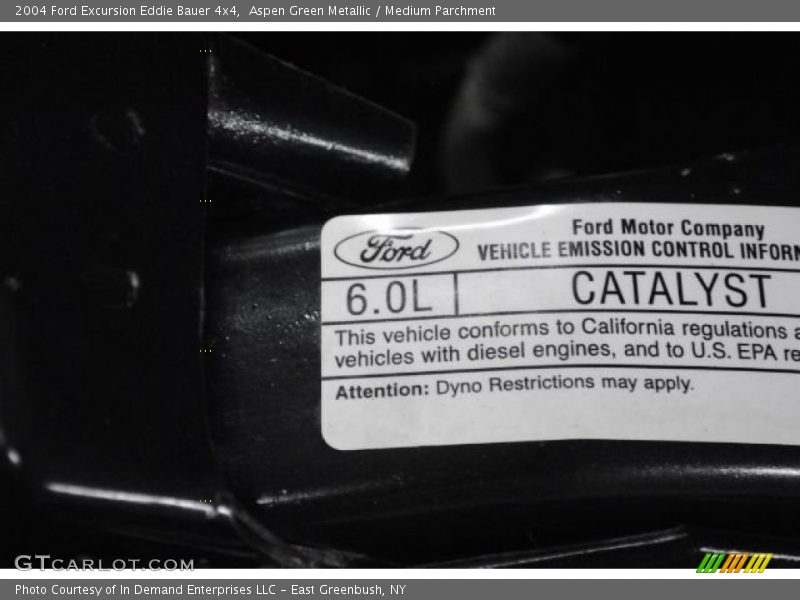 2004 Ford Excursion Eddie Bauer 4x4, Aspen Green Metallic / Medium Parchment
Ford
Ford Motor Company
VEHICLE EMISSION CONTROL INFORM
6.0L
CATALYST
This vehicle conforms to California regulations a
vehicles with diesel engines, and to U.S. EPA re
Attention: Dyno Restrictions may apply.
GTCARLOT.COM
Photo Courtesy of In Demand Enterprises LLC – East Greenbush, NY